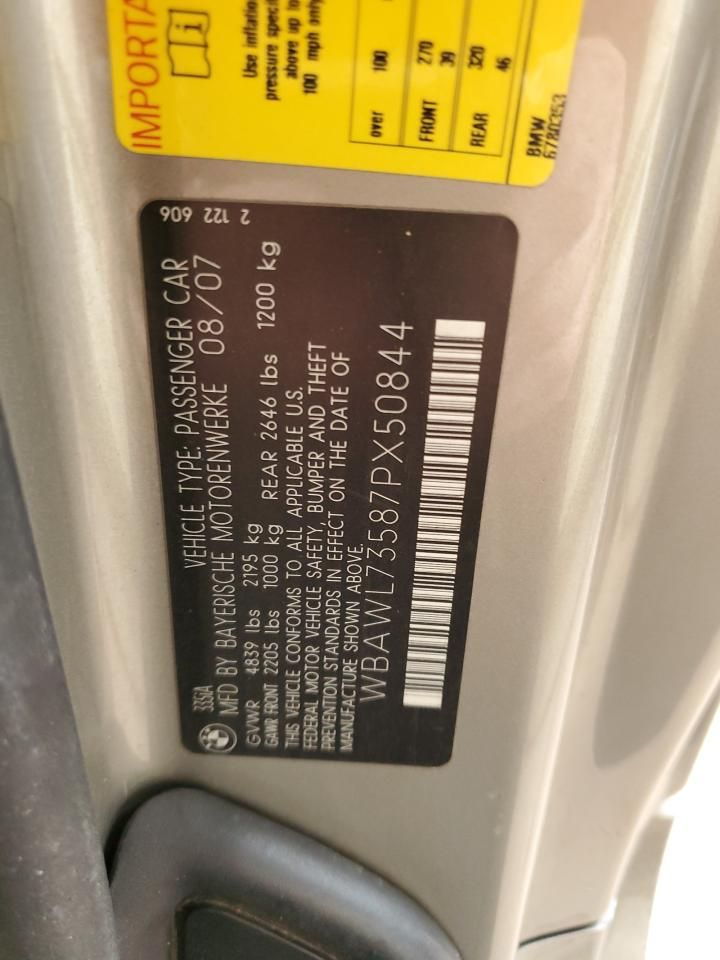 IMPORTA
Use inflation
pressure specifi
above up to
100 mph only
over 100
FRONT 270 39
REAR 320 46
BMW
6780353
2 122 606
335iA VEHICLE TYPE: PASSENGER CAR
MFD BY BAYERISCHE MOTORENWERKE 08/07
GVWR 4839 lbs 2195 kg
GAWR FRONT 2205 lbs 1000 kg REAR 2646 lbs 1200 kg
THIS VEHICLE CONFORMS TO ALL APPLICABLE U.S.
FEDERAL MOTOR VEHICLE SAFETY, BUMPER AND THEFT
PREVENTION STANDARDS IN EFFECT ON THE DATE OF
MANUFACTURE SHOWN ABOVE.
WBAWL73587PX50844